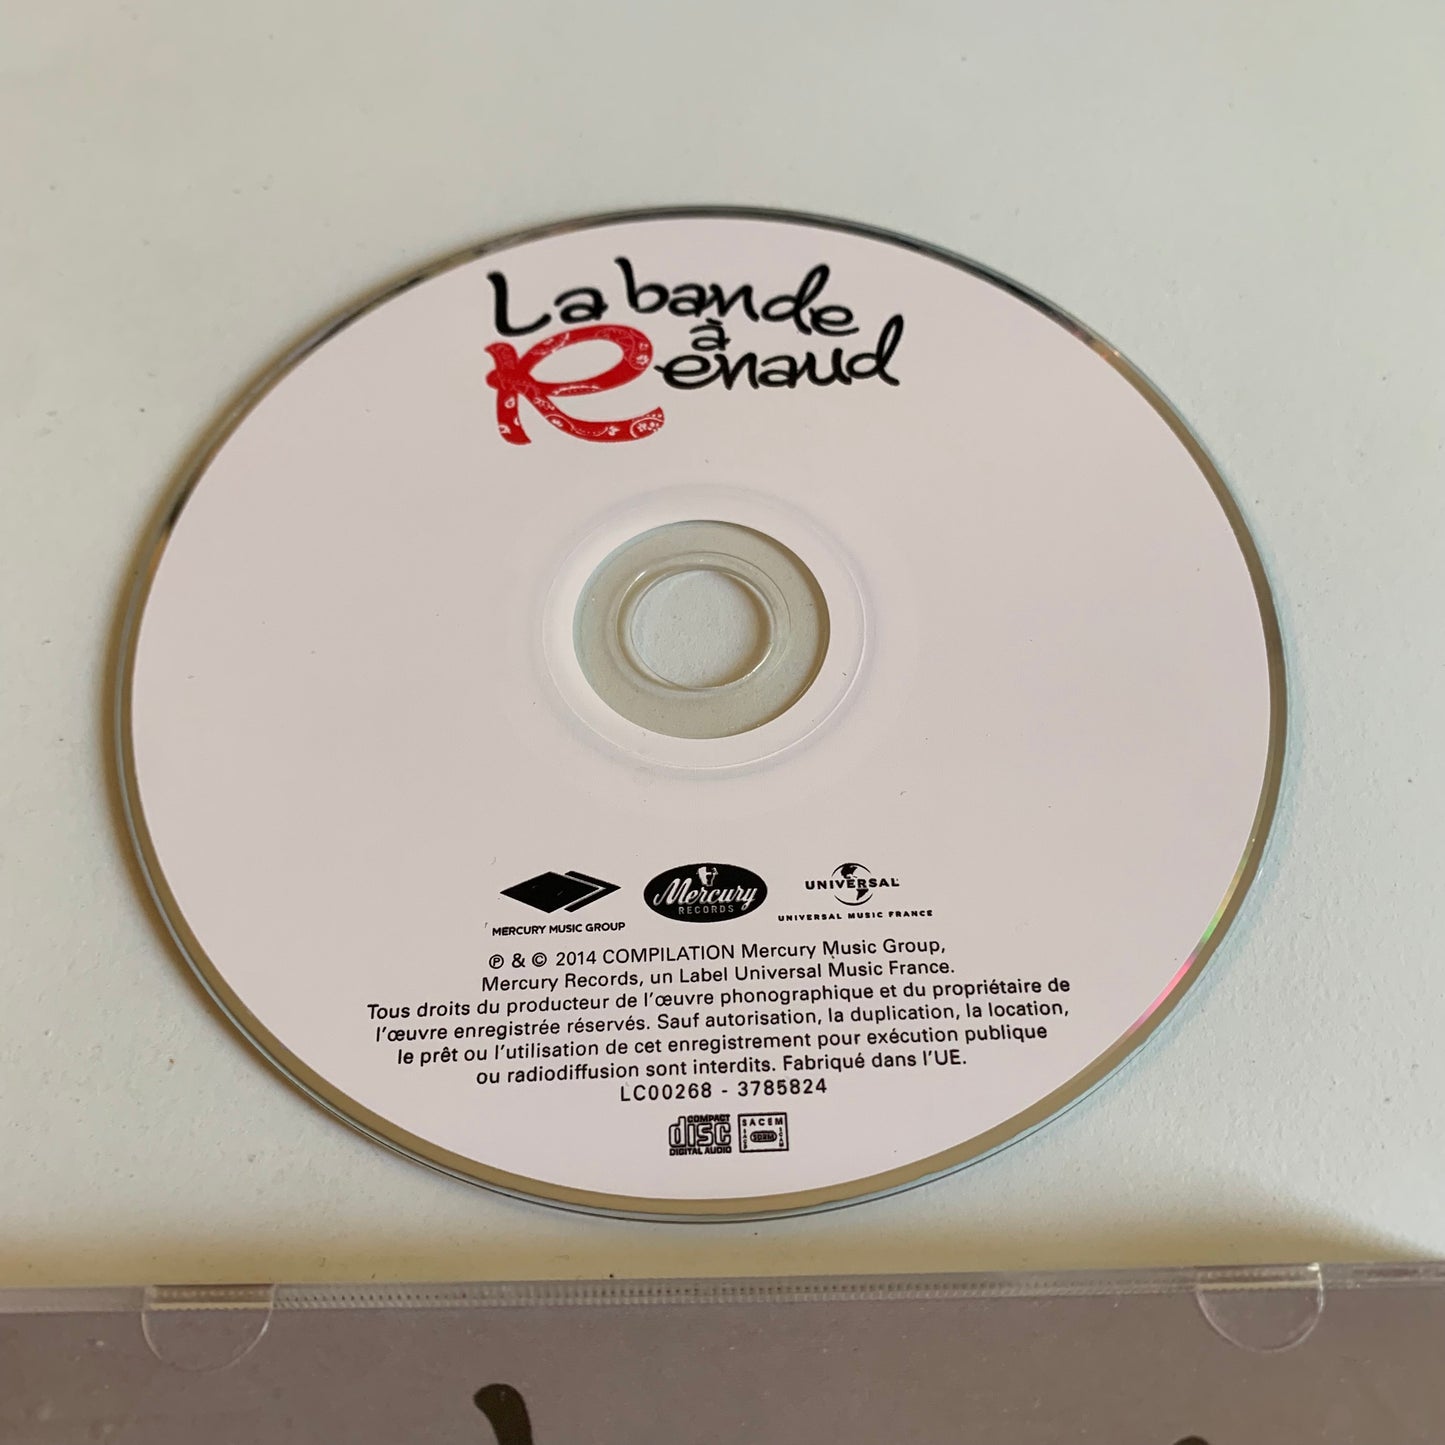 La bande
à
Renaud
MERCURY MUSIC GROUP
Mercury
RECORDS
UNIVERSAL
UNIVERSAL MUSIC FRANCE
℗ & © 2014 COMPILATION Mercury Music Group,
Mercury Records, un Label Universal Music France.
Tous droits du producteur de l'œuvre phonographique et du propriétaire de
l'œuvre enregistrée réservés. Sauf autorisation, la duplication, la location,
le prêt ou l'utilisation de cet enregistrement pour exécution publique
ou radiodiffusion sont interdits. Fabriqué dans l'UE.
LC00268 - 3785824
COMPACT
disc
DIGITAL AUDIO
SACEM
SDRM